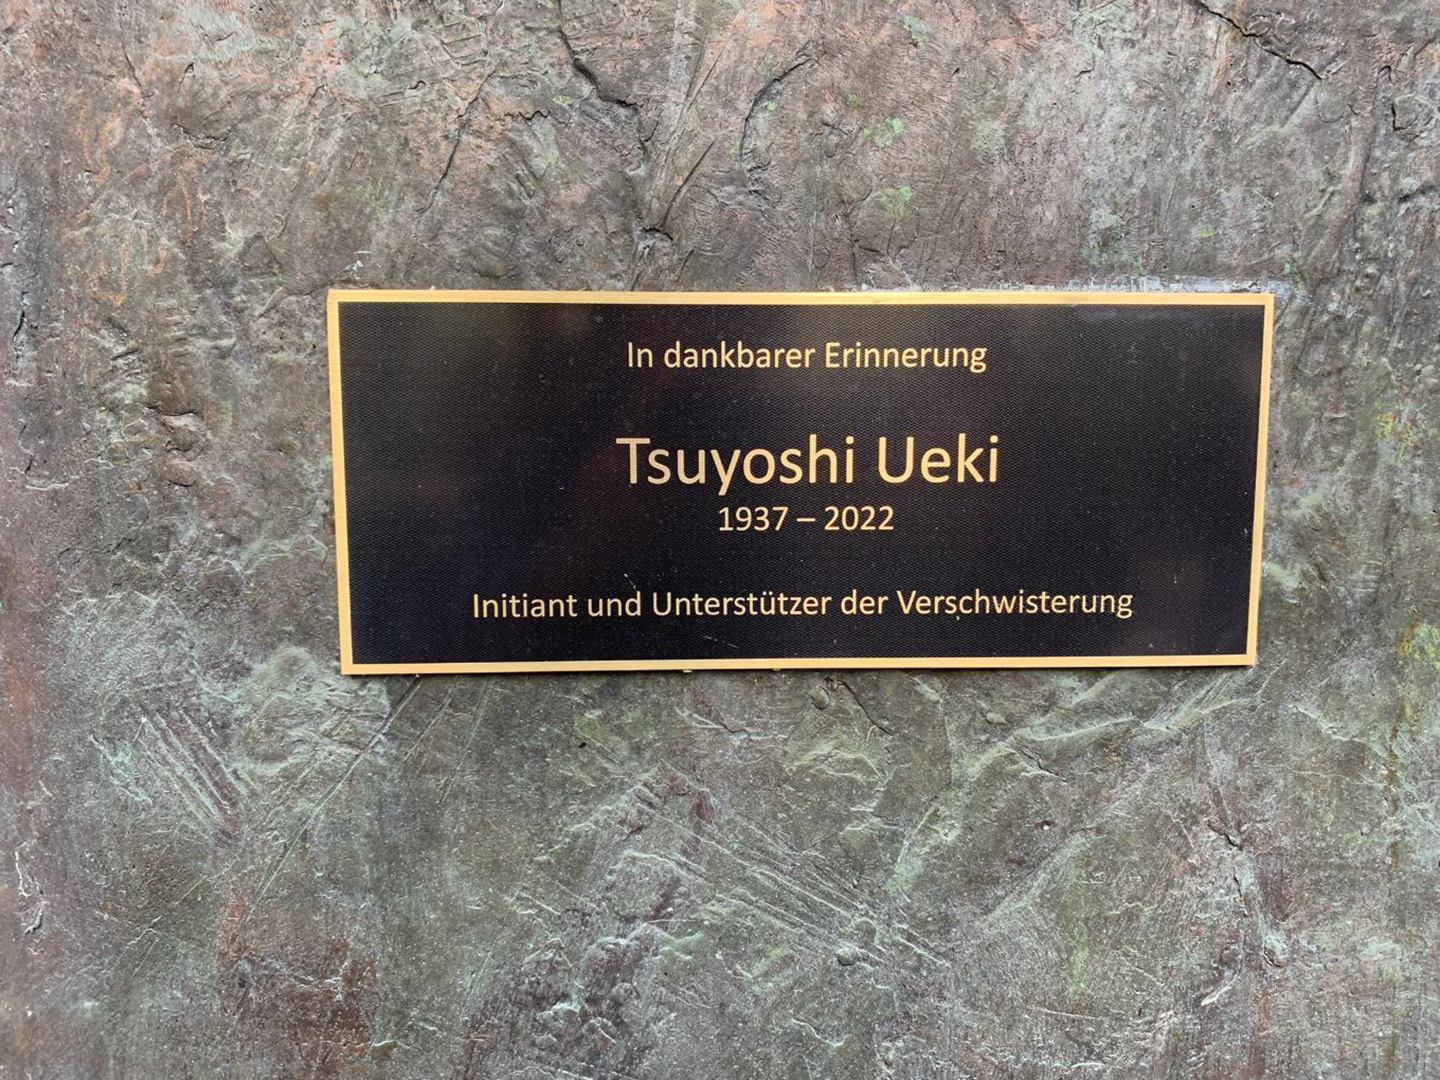 In dankbarer Erinnerung
Tsuyoshi Ueki
1937 – 2022
Initiant und Unterstützer der Verschwisterung